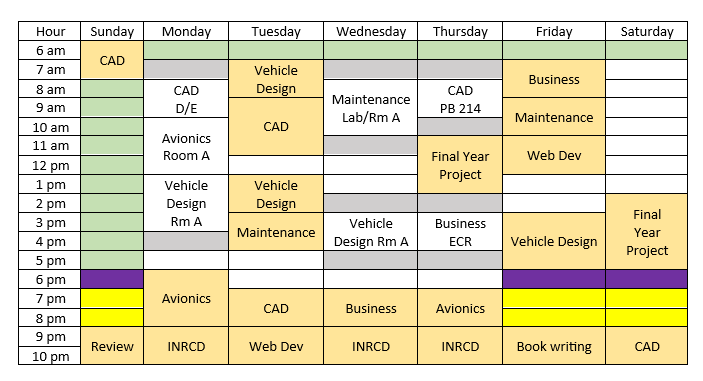 Hour Sunday Monday Tuesday Wednesday Thursday Friday Saturday
6 am
CAD
7 am
Vehicle
Design
Business
8 am
CAD
D/E
Maintenance
Lab/Rm A
CAD
PB 214
9 am
CAD
Maintenance
10 am
Avionics
Room A
11 am
Final Year
Project
Web Dev
12 pm
1 pm
Vehicle
Design
Rm A
Vehicle
Design
2 pm
Final
Year
Project
3 pm
Maintenance
Vehicle
Design Rm A
Business
ECR
Vehicle Design
4 pm
5 pm
6 pm
Avionics
7 pm
CAD
Business
Avionics
8 pm
9 pm
Review
INRCD
Web Dev
INRCD
INRCD
Book writing
CAD
10 pm